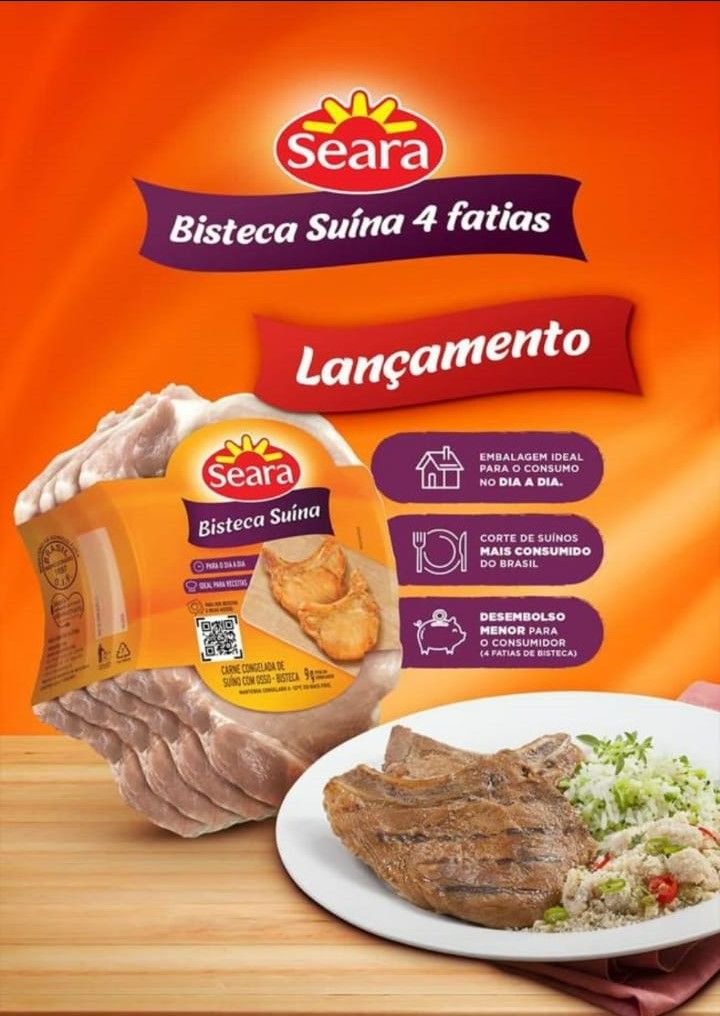 Seara
Bisteca Suína 4 fatias
Lançamento
Seara
Bisteca Suína
PARA O DIA A DIA
IDEAL PARA RECEITAS
CARNE CONGELADA DE
SUÍNO COM OSSO - BISTECA 9g
BRASIL
S.I.F.
EMBALAGEM IDEAL
PARA O CONSUMO
NO DIA A DIA.
CORTE DE SUÍNOS
MAIS CONSUMIDO
DO BRASIL
DESEMBOLSO
MENOR PARA
O CONSUMIDOR
(4 FATIAS DE BISTECA)